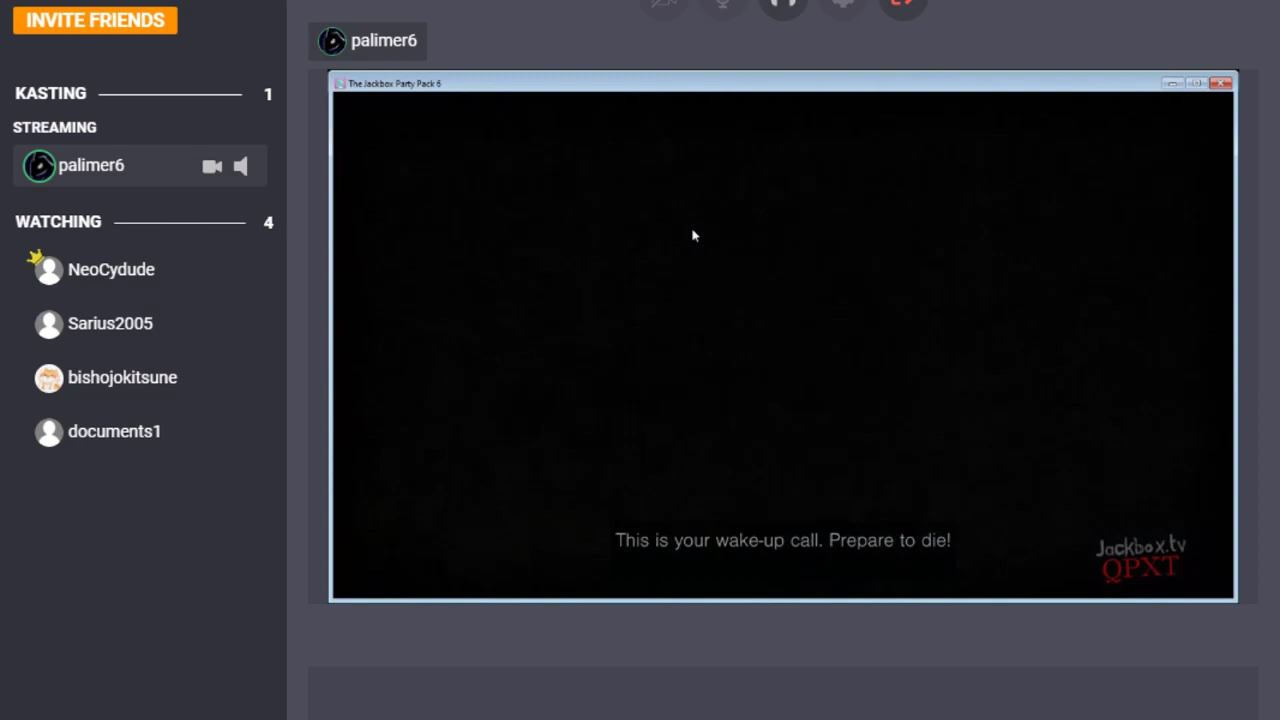 INVITE FRIENDS
palimer6
The Jackbox Party Pack 6
KASTING 1
STREAMING
palimer6
WATCHING 4
NeoCydude
Sarius2005
bishojokitsune
documents1
This is your wake-up call. Prepare to die!
Jackbox.tv
QPXT